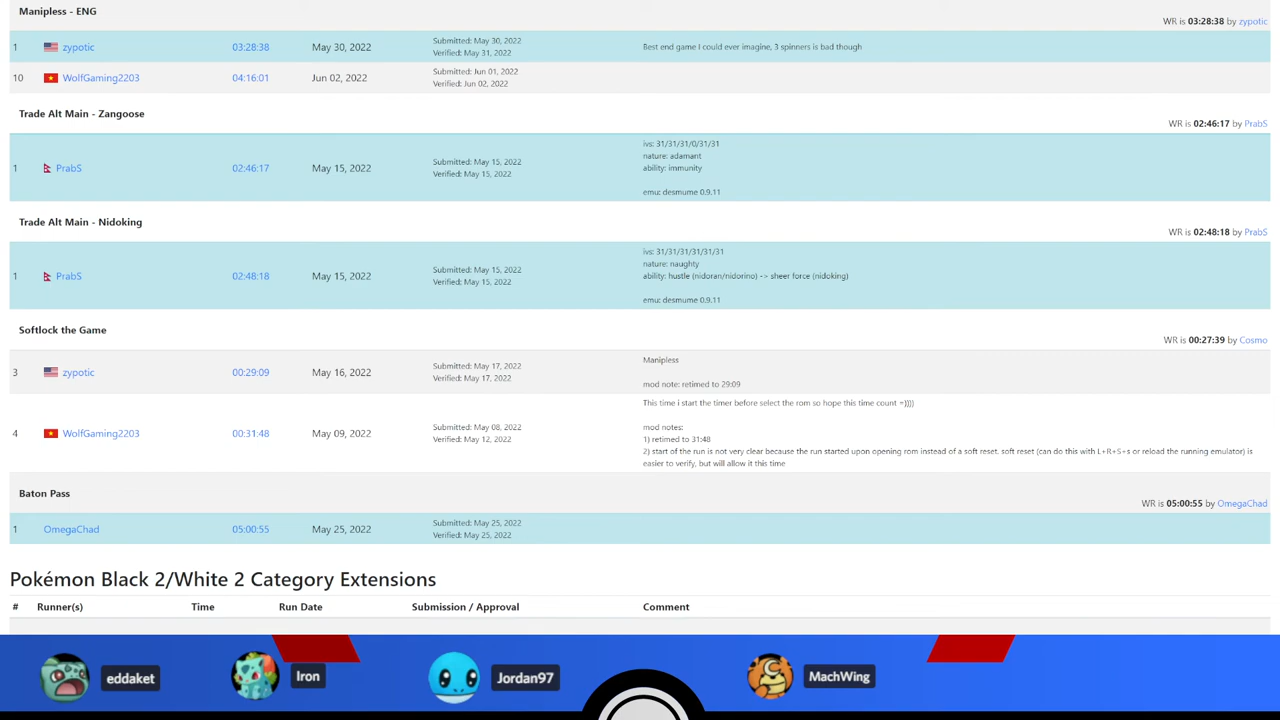 Manipless - ENG
WR is 03:28:38 by zypotic
1 zypotic 03:28:38 May 30, 2022 Submitted: May 30, 2022 Best end game I could ever imagine, 3 spinners is bad though
Verified: May 31, 2022
10 WolfGaming2203 04:16:01 Jun 02, 2022 Submitted: Jun 01, 2022
Verified: Jun 02, 2022
Trade Alt Main - Zangoose
WR is 02:46:17 by PrabS
ivs: 31/31/31/0/31/31
nature: adamant
1 PrabS 02:46:17 May 15, 2022 Submitted: May 15, 2022 ability: immunity
Verified: May 15, 2022
emu: desmume 0.9.11
Trade Alt Main - Nidoking
WR is 02:48:18 by PrabS
ivs: 31/31/31/31/31/31
nature: naughty
1 PrabS 02:48:18 May 15, 2022 Submitted: May 15, 2022 ability: hustle (nidoran/nidorino) -> sheer force (nidoking)
Verified: May 15, 2022
emu: desmume 0.9.11
Softlock the Game
WR is 00:27:39 by Cosmo
Manipless
3 zypotic 00:29:09 May 16, 2022 Submitted: May 17, 2022
Verified: May 17, 2022
mod note: retimed to 29:09
This time i start the timer before select the rom so hope this time count =))))
mod notes:
4 WolfGaming2203 00:31:48 May 09, 2022 Submitted: May 08, 2022 1) retimed to 31:48
Verified: May 12, 2022
2) start of the run is not very clear because the run started upon opening rom instead of a soft reset. soft reset (can do this with L+R+S+s or reload the running emulator) is
easier to verify, but will allow it this time
Baton Pass
WR is 05:00:55 by OmegaChad
1 OmegaChad 05:00:55 May 25, 2022 Submitted: May 25, 2022
Verified: May 25, 2022
Pokémon Black 2/White 2 Category Extensions
# Runner(s) Time Run Date Submission / Approval Comment
eddaket Iron Jordan97 MachWing